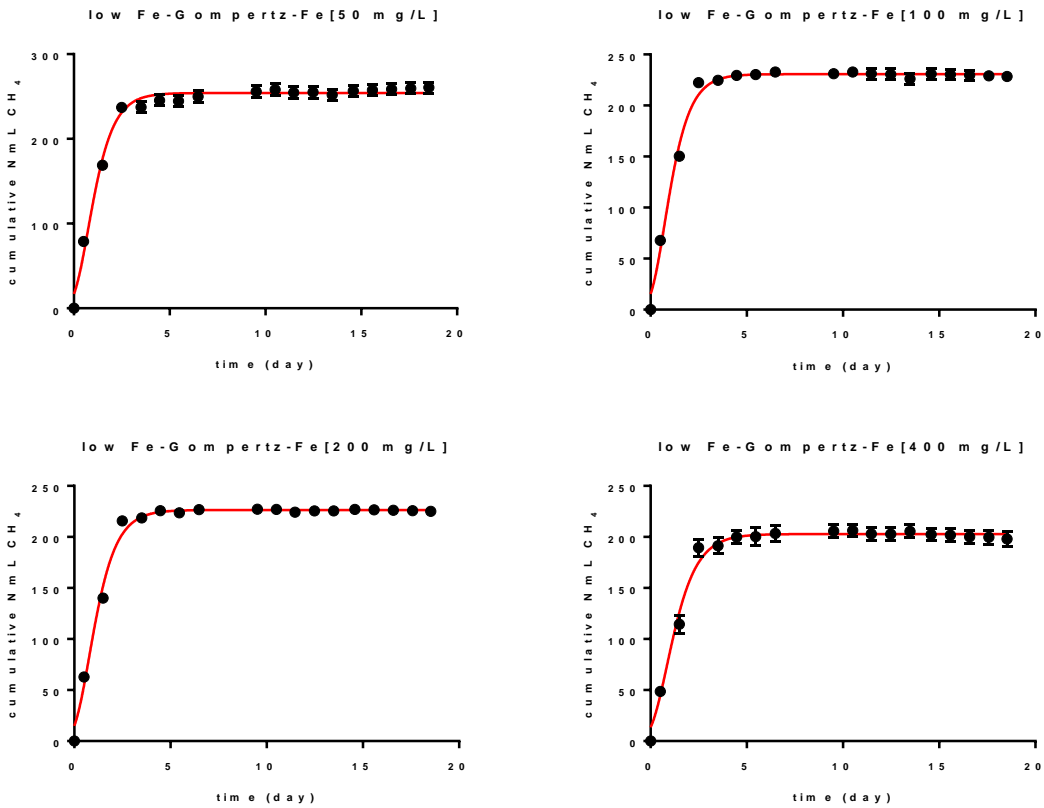 low Fe-Gompertz-Fe[50 mg/L]
300
200
100
0
cumulative NmL CH4
0 5 10 15 20
time (day)
low Fe-Gompertz-Fe[100 mg/L]
250
200
150
100
50
0
cumulative NmL CH4
0 5 10 15 20
time (day)
low Fe-Gompertz-Fe[200 mg/L]
250
200
150
100
50
0
cumulative NmL CH4
0 5 10 15 20
time (day)
low Fe-Gompertz-Fe[400 mg/L]
250
200
150
100
50
0
cumulative NmL CH4
0 5 10 15 20
time (day)